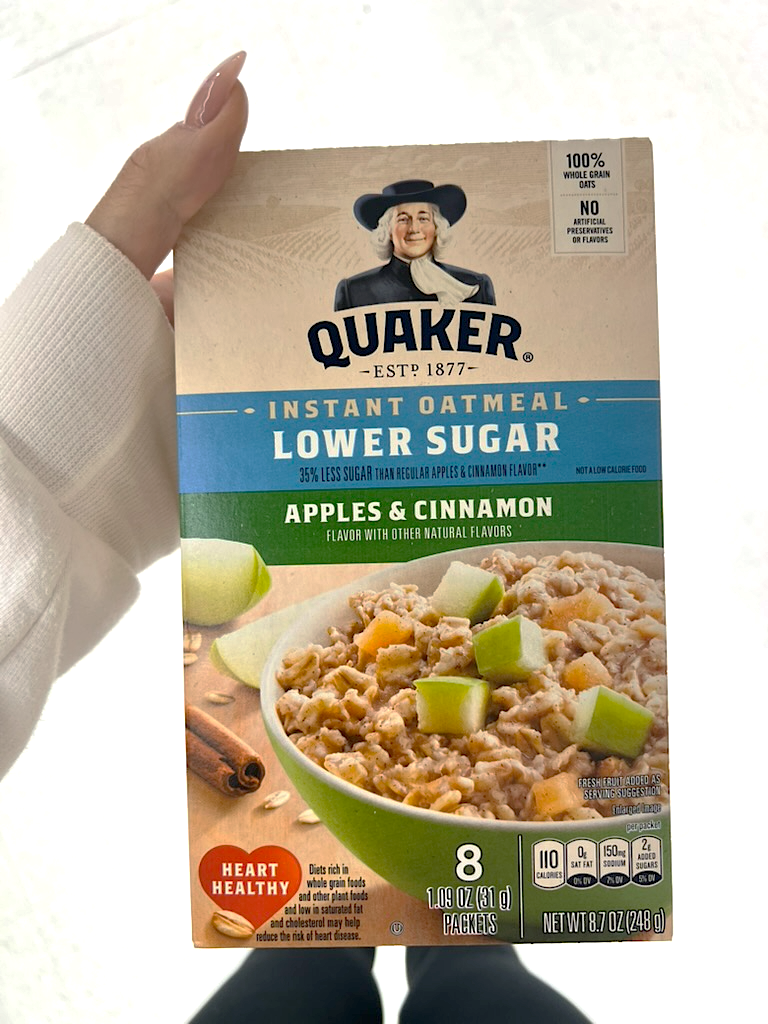 100%
WHOLE GRAIN
OATS
NO
ARTIFICIAL
PRESERVATIVES
OR FLAVORS
QUAKER®
-ESTD 1877-
INSTANT OATMEAL
LOWER SUGAR
35% LESS SUGAR THAN REGULAR APPLES & CINNAMON FLAVOR**
NOT A LOW CALORIE FOOD
APPLES & CINNAMON
FLAVOR WITH OTHER NATURAL FLAVORS
FRESH FRUIT ADDED AS
SERVING SUGGESTION
Enlarged Image
per packet
110
CALORIES
0g
SAT FAT
0% DV
150mg
SODIUM
7% DV
2g
ADDED
SUGARS
5% DV
HEART
HEALTHY
Diets rich in
whole grain foods
and other plant foods
and low in saturated fat
and cholesterol may help
reduce the risk of heart disease.
U
8
1.09 OZ (31 g)
PACKETS
NET WT 8.7 OZ (248 g)